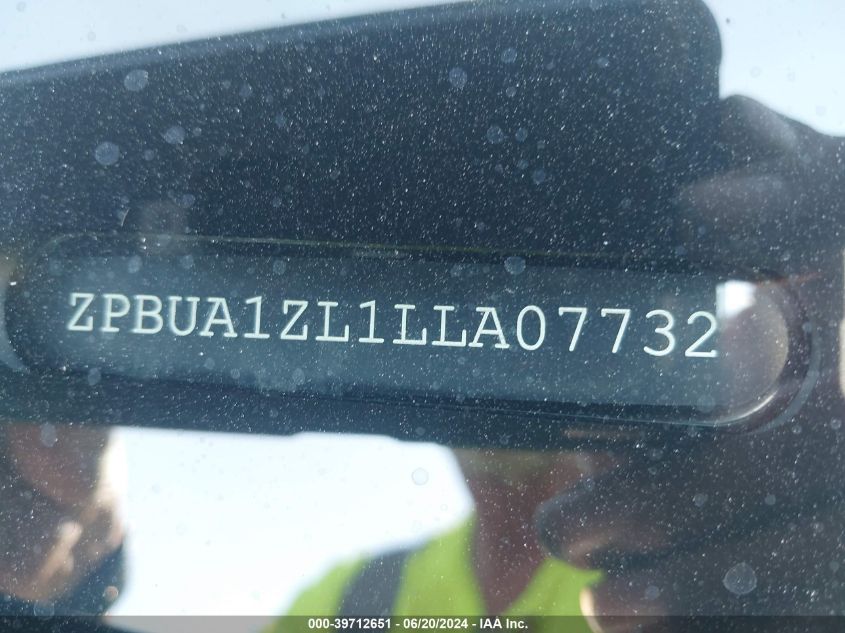 ZPBUA1ZL1LLA07732
000-39712651 / 06/20/2024 - IAA Inc.